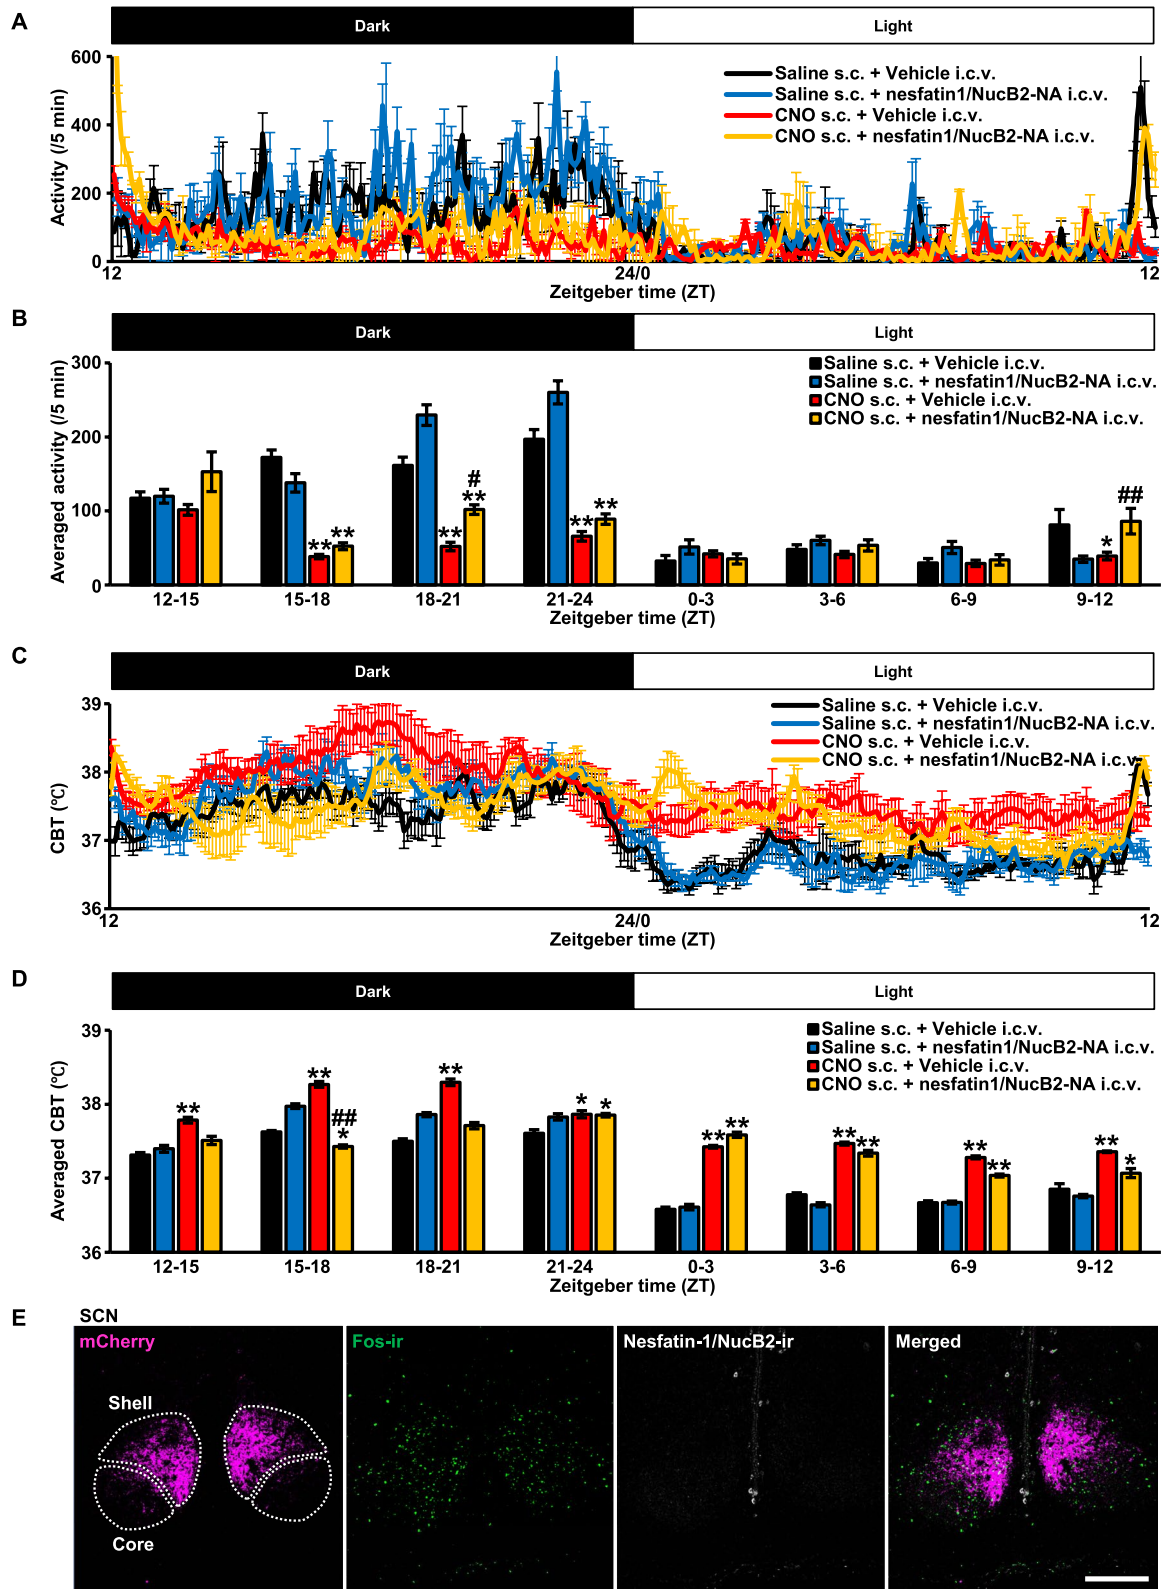 A
Dark Light
600
400
200
0
Activity (/5 min)
Saline s.c. + Vehicle i.c.v.
Saline s.c. + nesfatin1/NucB2-NA i.c.v.
CNO s.c. + Vehicle i.c.v.
CNO s.c. + nesfatin1/NucB2-NA i.c.v.
12 24/0 12
Zeitgeber time (ZT)
B
Dark Light
300
200
100
0
Averaged activity (/5 min)
Saline s.c. + Vehicle i.c.v.
Saline s.c. + nesfatin1/NucB2-NA i.c.v.
CNO s.c. + Vehicle i.c.v.
CNO s.c. + nesfatin1/NucB2-NA i.c.v.
# ##
** ** ** ** ** ** *
12-15 15-18 18-21 21-24 0-3 3-6 6-9 9-12
Zeitgeber time (ZT)
C
Dark Light
39
38
37
36
CBT (℃)
Saline s.c. + Vehicle i.c.v.
Saline s.c. + nesfatin1/NucB2-NA i.c.v.
CNO s.c. + Vehicle i.c.v.
CNO s.c. + nesfatin1/NucB2-NA i.c.v.
12 24/0 12
Zeitgeber time (ZT)
D
Dark Light
39
38
37
36
Averaged CBT (℃)
Saline s.c. + Vehicle i.c.v.
Saline s.c. + nesfatin1/NucB2-NA i.c.v.
CNO s.c. + Vehicle i.c.v.
CNO s.c. + nesfatin1/NucB2-NA i.c.v.
** ** ## * ** * * ** ** ** ** ** ** ** *
12-15 15-18 18-21 21-24 0-3 3-6 6-9 9-12
Zeitgeber time (ZT)
E
SCN
mCherry Fos-ir Nesfatin-1/NucB2-ir Merged
Shell
Core